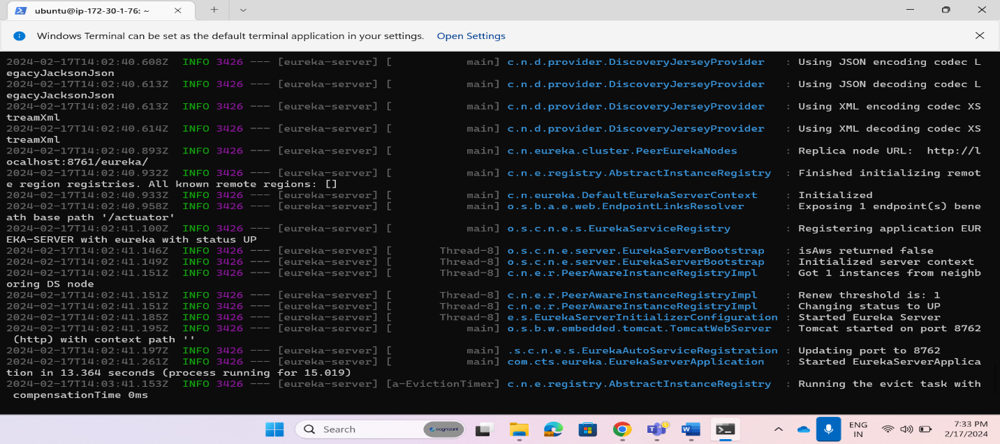 ubuntu@ip-172-30-1-76: ~
Windows Terminal can be set as the default terminal application in your settings. Open Settings
2024-02-17T14:02:40.608Z  INFO 3426 --- [eureka-server] [           main] c.n.d.provider.DiscoveryJerseyProvider   : Using JSON encoding codec L
egacyJacksonJson
2024-02-17T14:02:40.613Z  INFO 3426 --- [eureka-server] [           main] c.n.d.provider.DiscoveryJerseyProvider   : Using JSON decoding codec L
egacyJacksonJson
2024-02-17T14:02:40.613Z  INFO 3426 --- [eureka-server] [           main] c.n.d.provider.DiscoveryJerseyProvider   : Using XML encoding codec XS
treamXml
2024-02-17T14:02:40.614Z  INFO 3426 --- [eureka-server] [           main] c.n.d.provider.DiscoveryJerseyProvider   : Using XML decoding codec XS
treamXml
2024-02-17T14:02:40.893Z  INFO 3426 --- [eureka-server] [           main] c.n.eureka.cluster.PeerEurekaNodes       : Replica node URL:  http://l
ocalhost:8761/eureka/
2024-02-17T14:02:40.932Z  INFO 3426 --- [eureka-server] [           main] c.n.e.registry.AbstractInstanceRegistry  : Finished initializing remot
e region registries. All known remote regions: []
2024-02-17T14:02:40.933Z  INFO 3426 --- [eureka-server] [           main] c.n.eureka.DefaultEurekaServerContext    : Initialized
2024-02-17T14:02:40.958Z  INFO 3426 --- [eureka-server] [           main] o.s.b.a.e.web.EndpointLinksResolver      : Exposing 1 endpoint(s) bene
ath base path '/actuator'
2024-02-17T14:02:41.100Z  INFO 3426 --- [eureka-server] [           main] o.s.c.n.e.s.EurekaServiceRegistry        : Registering application EUR
EKA-SERVER with eureka with status UP
2024-02-17T14:02:41.146Z  INFO 3426 --- [eureka-server] [       Thread-8] o.s.c.n.e.server.EurekaServerBootstrap   : isAws returned false
2024-02-17T14:02:41.149Z  INFO 3426 --- [eureka-server] [       Thread-8] o.s.c.n.e.server.EurekaServerBootstrap   : Initialized server context
2024-02-17T14:02:41.151Z  INFO 3426 --- [eureka-server] [       Thread-8] c.n.e.r.PeerAwareInstanceRegistryImpl    : Got 1 instances from neighb
oring DS node
2024-02-17T14:02:41.151Z  INFO 3426 --- [eureka-server] [       Thread-8] c.n.e.r.PeerAwareInstanceRegistryImpl    : Renew threshold is: 1
2024-02-17T14:02:41.151Z  INFO 3426 --- [eureka-server] [       Thread-8] c.n.e.r.PeerAwareInstanceRegistryImpl    : Changing status to UP
2024-02-17T14:02:41.185Z  INFO 3426 --- [eureka-server] [       Thread-8] e.s.EurekaServerInitializerConfiguration : Started Eureka Server
2024-02-17T14:02:41.195Z  INFO 3426 --- [eureka-server] [           main] o.s.b.w.embedded.tomcat.TomcatWebServer  : Tomcat started on port 8762
 (http) with context path ''
2024-02-17T14:02:41.197Z  INFO 3426 --- [eureka-server] [           main] .s.c.n.e.s.EurekaAutoServiceRegistration : Updating port to 8762
2024-02-17T14:02:41.261Z  INFO 3426 --- [eureka-server] [           main] com.cts.eureka.EurekaServerApplication   : Started EurekaServerApplica
tion in 13.364 seconds (process running for 15.019)
2024-02-17T14:03:41.153Z  INFO 3426 --- [eureka-server] [a-EvictionTimer] c.n.e.registry.AbstractInstanceRegistry  : Running the evict task with
 compensationTime 0ms
Search cognizant ENG 7:33 PM
IN 2/17/2024